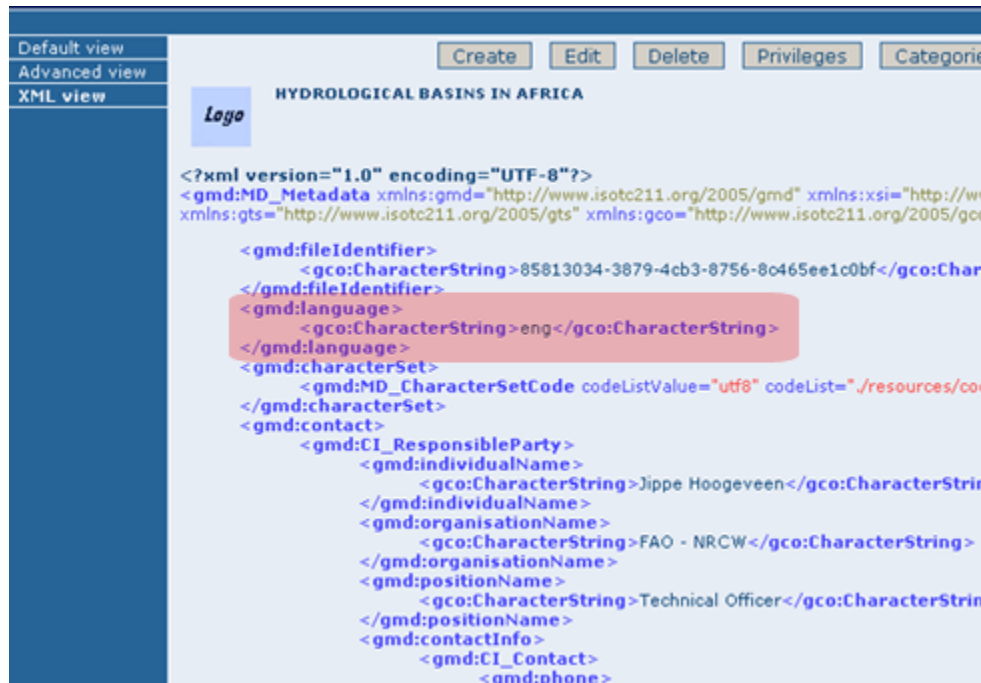 Default view
Advanced view
XML view
Create Edit Delete Privileges Categorie
Logo
HYDROLOGICAL BASINS IN AFRICA
<?xml version="1.0" encoding="UTF-8"?>
<gmd:MD_Metadata xmlns:gmd="http://www.isotc211.org/2005/gmd" xmlns:xsi="http://w
xmlns:gts="http://www.isotc211.org/2005/gts" xmlns:gco="http://www.isotc211.org/2005/gc
<gmd:fileIdentifier>
<gco:CharacterString>85813034-3879-4cb3-8756-8c465ee1c0bf</gco:Char
</gmd:fileIdentifier>
<gmd:language>
<gco:CharacterString>eng</gco:CharacterString>
</gmd:language>
<gmd:characterSet>
<gmd:MD_CharacterSetCode codeListValue="utf8" codeList="./resources/co
</gmd:characterSet>
<gmd:contact>
<gmd:CI_ResponsibleParty>
<gmd:individualName>
<gco:CharacterString>Jippe Hoogeveen</gco:CharacterStrin
</gmd:individualName>
<gmd:organisationName>
<gco:CharacterString>FAO - NRCW</gco:CharacterString>
</gmd:organisationName>
<gmd:positionName>
<gco:CharacterString>Technical Officer</gco:CharacterStrin
</gmd:positionName>
<gmd:contactInfo>
<gmd:CI_Contact>
<gmd:phone>